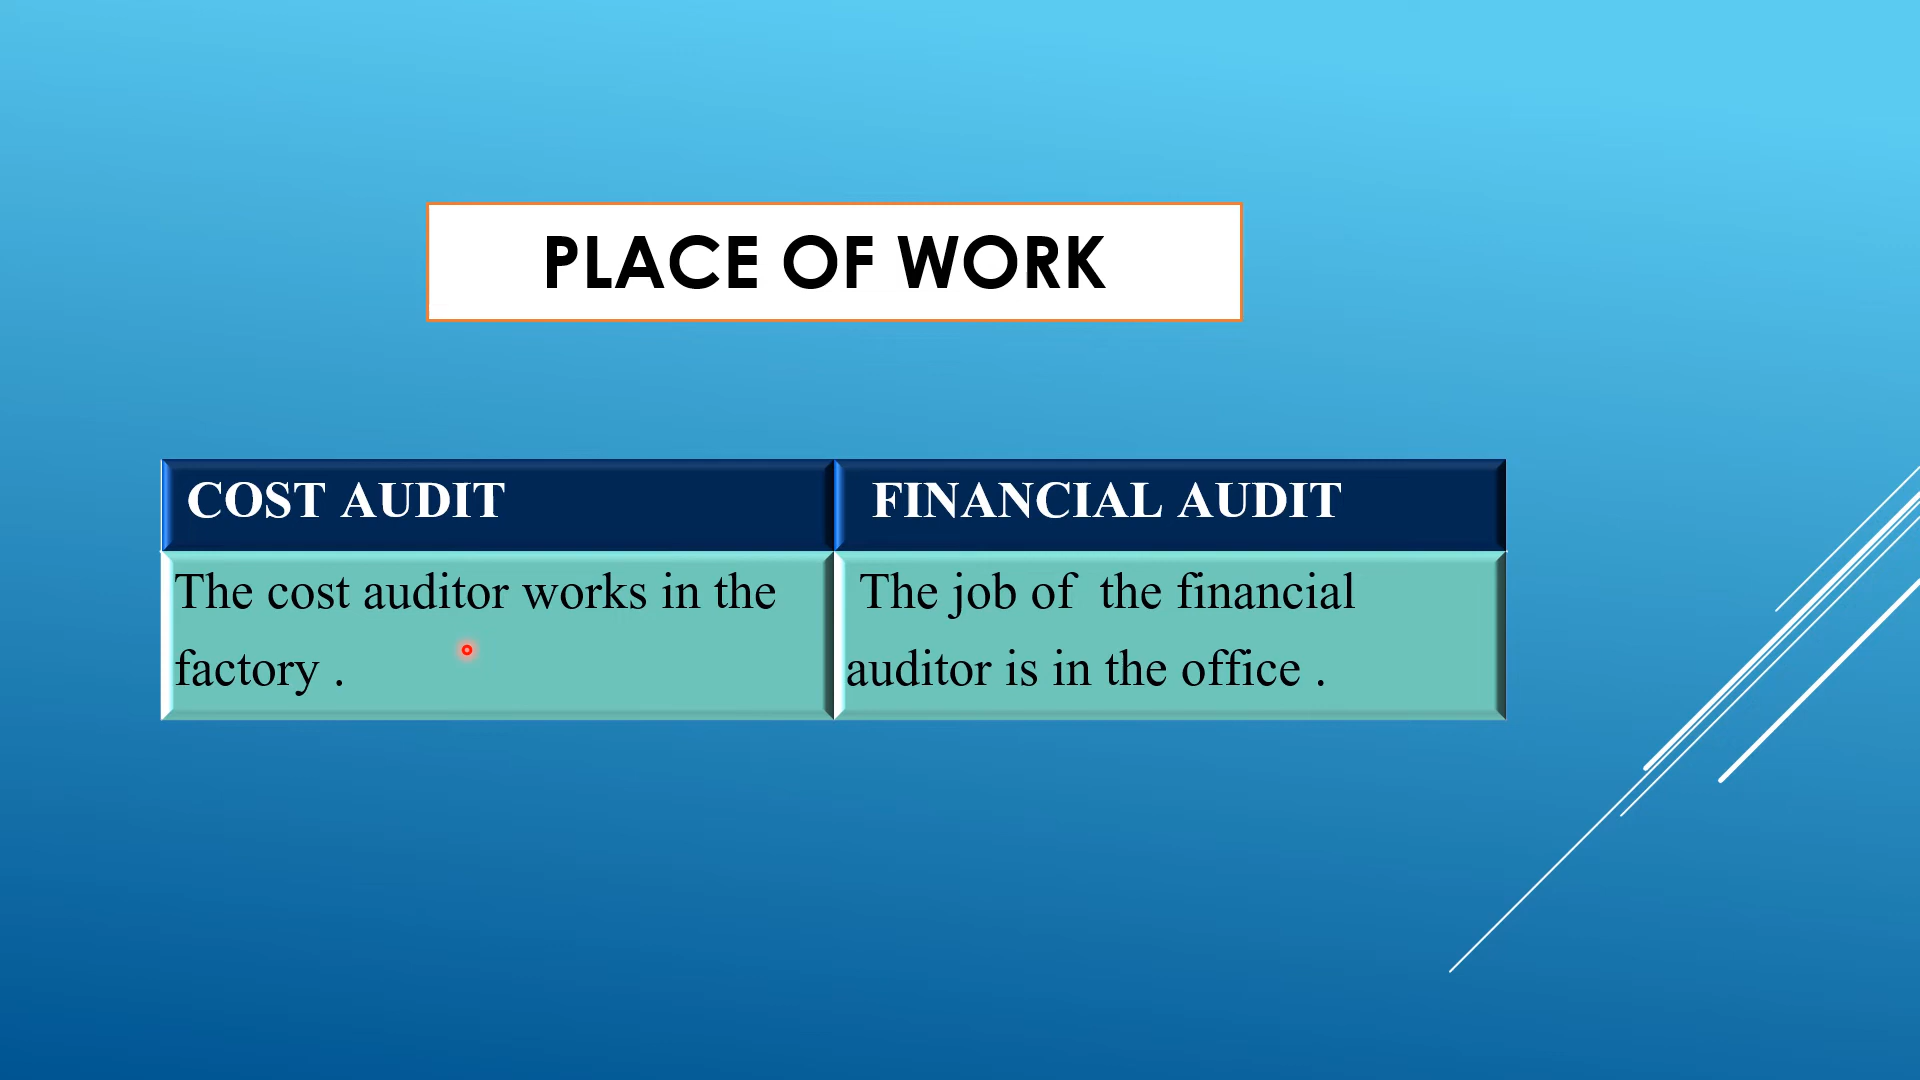 PLACE OF WORK
COST AUDIT
FINANCIAL AUDIT
The cost auditor works in the
factory .
The job of  the financial
auditor is in the office .